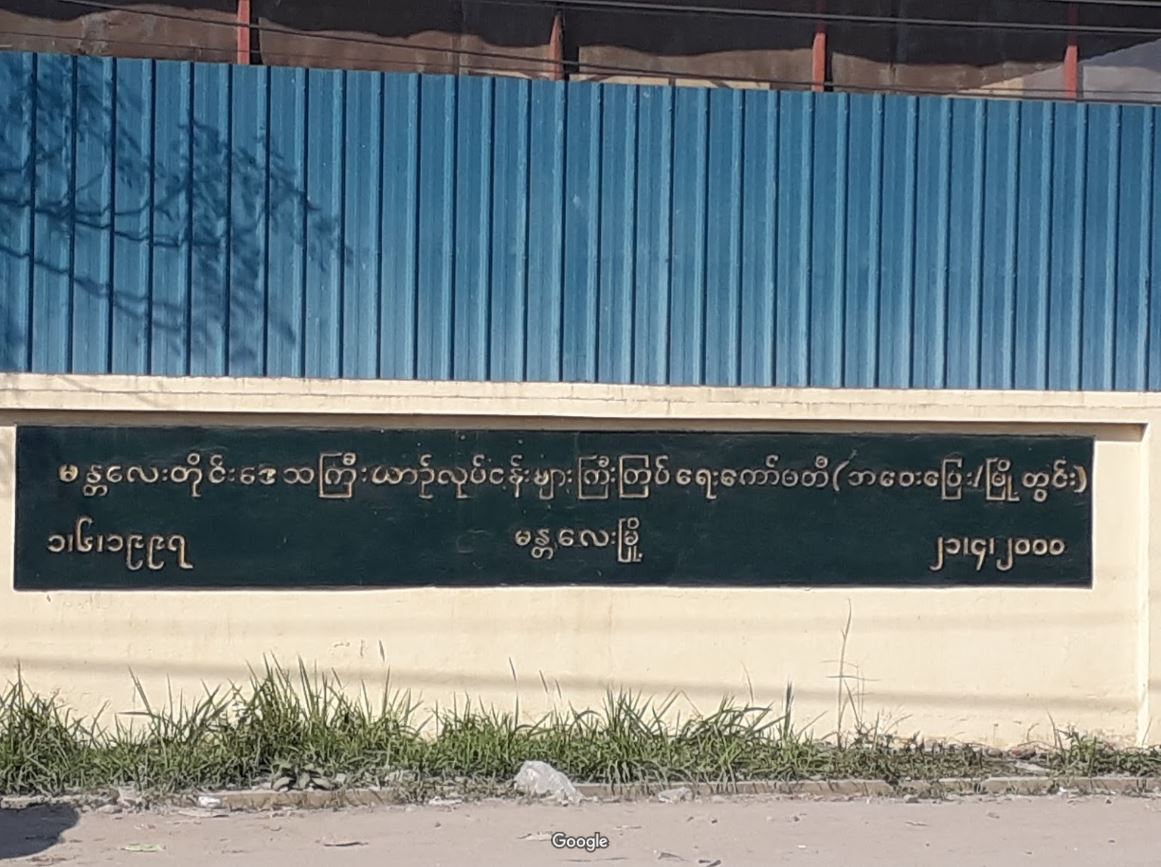 မန္တလေးတိုင်းဒေသကြီးယာဉ်လုပ်ငန်းများကြီးကြပ်ရေးကော်မတီ(အဝေးပြေး/မြို့တွင်း)
၁၊၆၊၁၉၉၇ မန္တလေးမြို့ ၂၁၊၄၊၂၀၀၀
Google